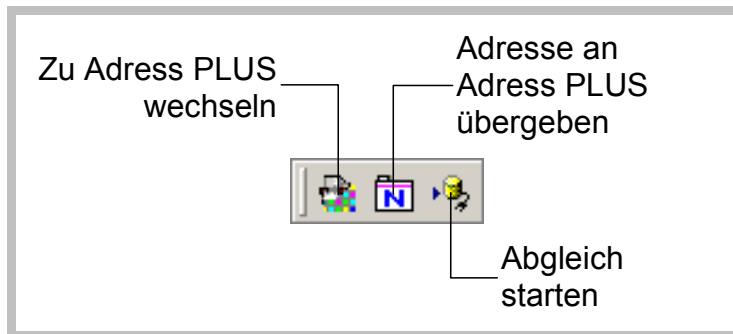 Zu Adress PLUS
wechseln
Adresse an
Adress PLUS
übergeben
N
Abgleich
starten